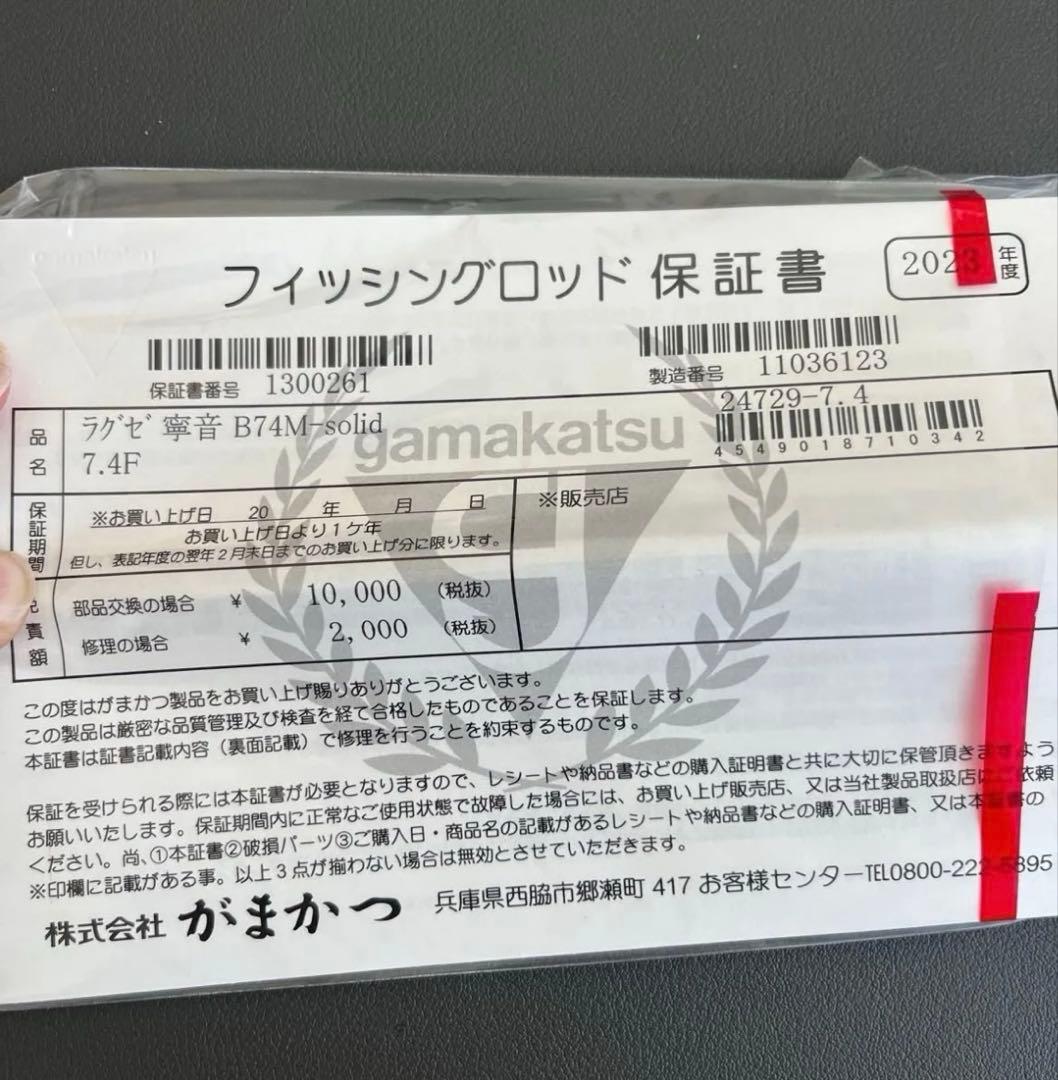 フィッシングロッド 保証書
2023 年度
保証書番号 1300261
製造番号 11036123
24729-7.4
4549018710342
品名
ラグゼ 寧音 B74M-solid
7.4F
gamakatsu
保証期間
※お買い上げ日 20 年 月 日
お買い上げ日より1ケ年
但し、表記年度の翌年2月末日までのお買い上げ分に限ります。
※販売店
免責額
部品交換の場合 ¥ 10,000 (税抜)
修理の場合 ¥ 2,000 (税抜)
この度はがまかつ製品をお買い上げ賜りありがとうございます。
この製品は厳密な品質管理及び検査を経て合格したものであることを保証します。
本証書は証書記載内容(裏面記載)で修理を行うことを約束するものです。
保証を受けられる際には本証書が必要となりますので、レシートや納品書などの購入証明書と共に大切に保管頂きますよう
お願いいたします。保証期間内に正常なご使用状態で故障した場合には、お買い上げ販売店、又は当社製品取扱店にご依頼
ください。尚、①本証書②破損パーツ③ご購入日・商品名の記載があるレシートや納品書などの購入証明書、又は本証書の
※印欄に記載がある事。以上3点が揃わない場合は無効とさせていただきます。
株式会社 がまかつ 兵庫県西脇市郷瀬町 417 お客様センターTEL0800-222-5895